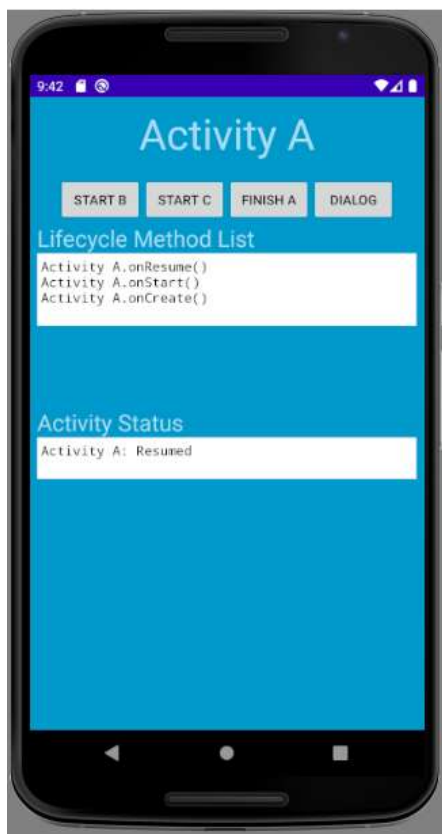 9:42
Activity A
START B START C FINISH A DIALOG
Lifecycle Method List
Activity A.onResume()
Activity A.onStart()
Activity A.onCreate()
Activity Status
Activity A: Resumed